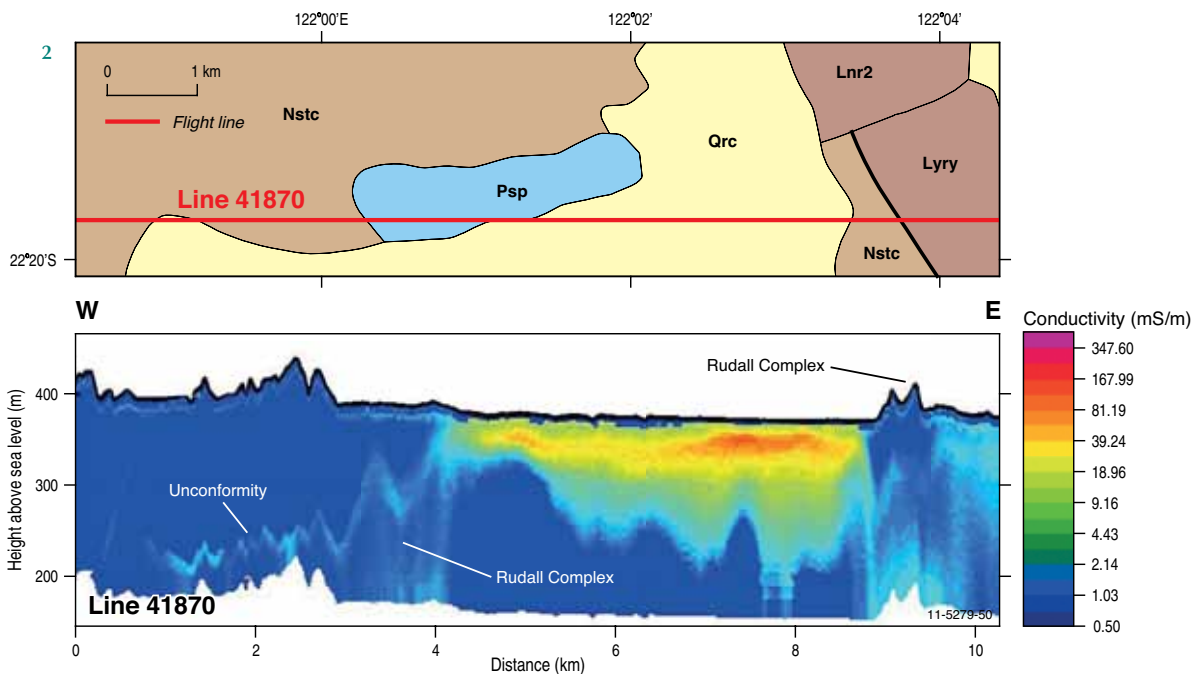 2
122°00'E
122°02'
122°04'
0
1 km
Flight line
Nstc
Lnr2
Qrc
Lyry
Psp
Line 41870
Nstc
22°20'S
W
E
Conductivity (mS/m)
Rudall Complex
347.60
167.99
81.19
39.24
18.96
9.16
4.43
2.14
1.03
0.50
Height above sea level (m)
400
300
200
Unconformity
Rudall Complex
Line 41870
11-5279-50
0
2
4
6
8
10
Distance (km)